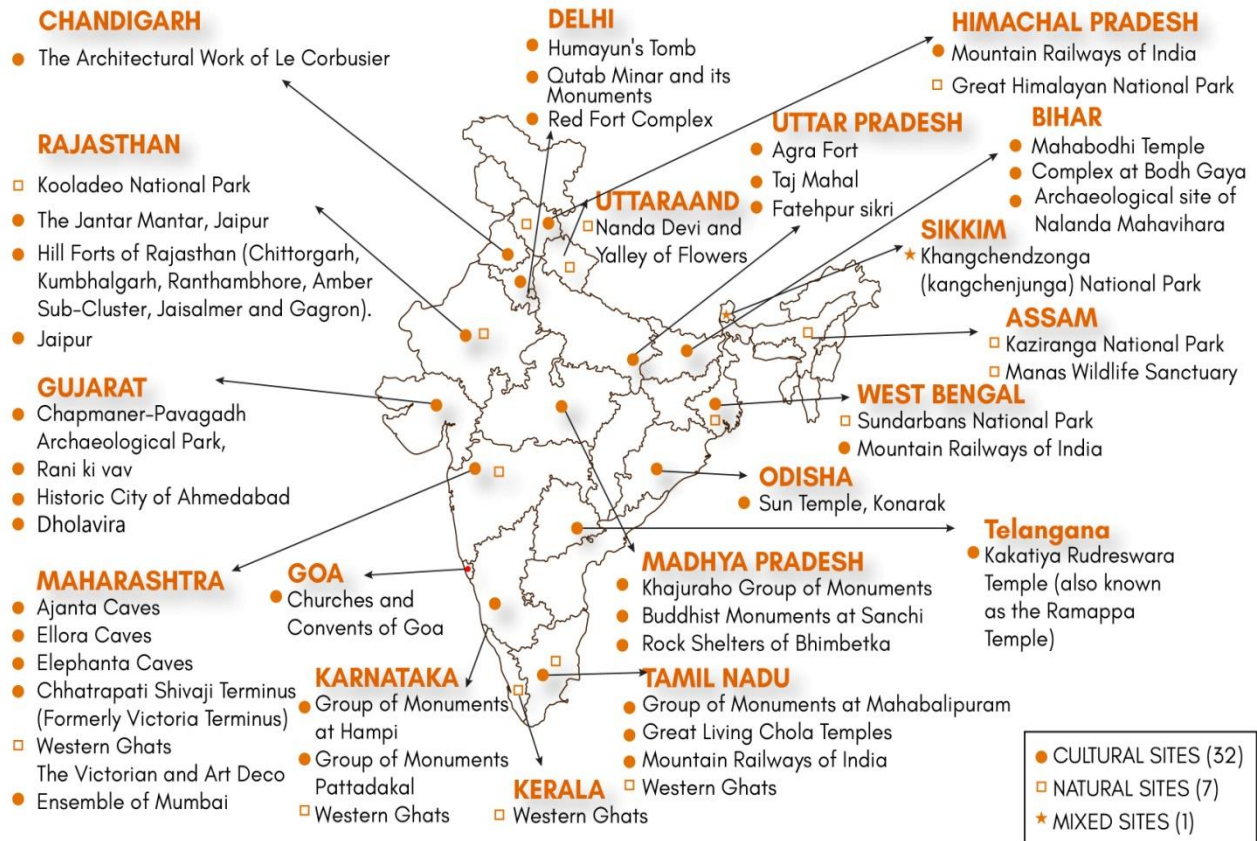 CHANDIGARH
The Architectural Work of Le Corbusier
RAJASTHAN
Kooladeo National Park
The Jantar Mantar, Jaipur
Hill Forts of Rajasthan (Chittorgarh,
Kumbhalgarh, Ranthambhore, Amber
Sub-Cluster, Jaisalmer and Gagron).
Jaipur
GUJARAT
Chapmaner-Pavagadh
Archaeological Park,
Rani ki vav
Historic City of Ahmedabad
Dholavira
MAHARASHTRA
Ajanta Caves
Ellora Caves
Elephanta Caves
Chhatrapati Shivaji Terminus
(Formerly Victoria Terminus)
Western Ghats
The Victorian and Art Deco
Ensemble of Mumbai
GOA
Churches and
Convents of Goa
KARNATAKA
Group of Monuments
at Hampi
Group of Monuments
Pattadakal
Western Ghats
KERALA
Western Ghats
DELHI
Humayun's Tomb
Qutab Minar and its
Monuments
Red Fort Complex
UTTARAAND
Nanda Devi and
Yalley of Flowers
UTTAR PRADESH
Agra Fort
Taj Mahal
Fatehpur sikri
HIMACHAL PRADESH
Mountain Railways of India
Great Himalayan National Park
BIHAR
Mahabodhi Temple
Complex at Bodh Gaya
Archaeological site of
Nalanda Mahavihara
SIKKIM
Khangchendzonga
(kangchenjunga) National Park
ASSAM
Kaziranga National Park
Manas Wildlife Sanctuary
WEST BENGAL
Sundarbans National Park
Mountain Railways of India
ODISHA
Sun Temple, Konarak
Telangana
Kakatiya Rudreswara
Temple (also known
as the Ramappa
Temple)
MADHYA PRADESH
Khajuraho Group of Monuments
Buddhist Monuments at Sanchi
Rock Shelters of Bhimbetka
TAMIL NADU
Group of Monuments at Mahabalipuram
Great Living Chola Temples
Mountain Railways of India
Western Ghats
CULTURAL SITES (32)
NATURAL SITES (7)
MIXED SITES (1)